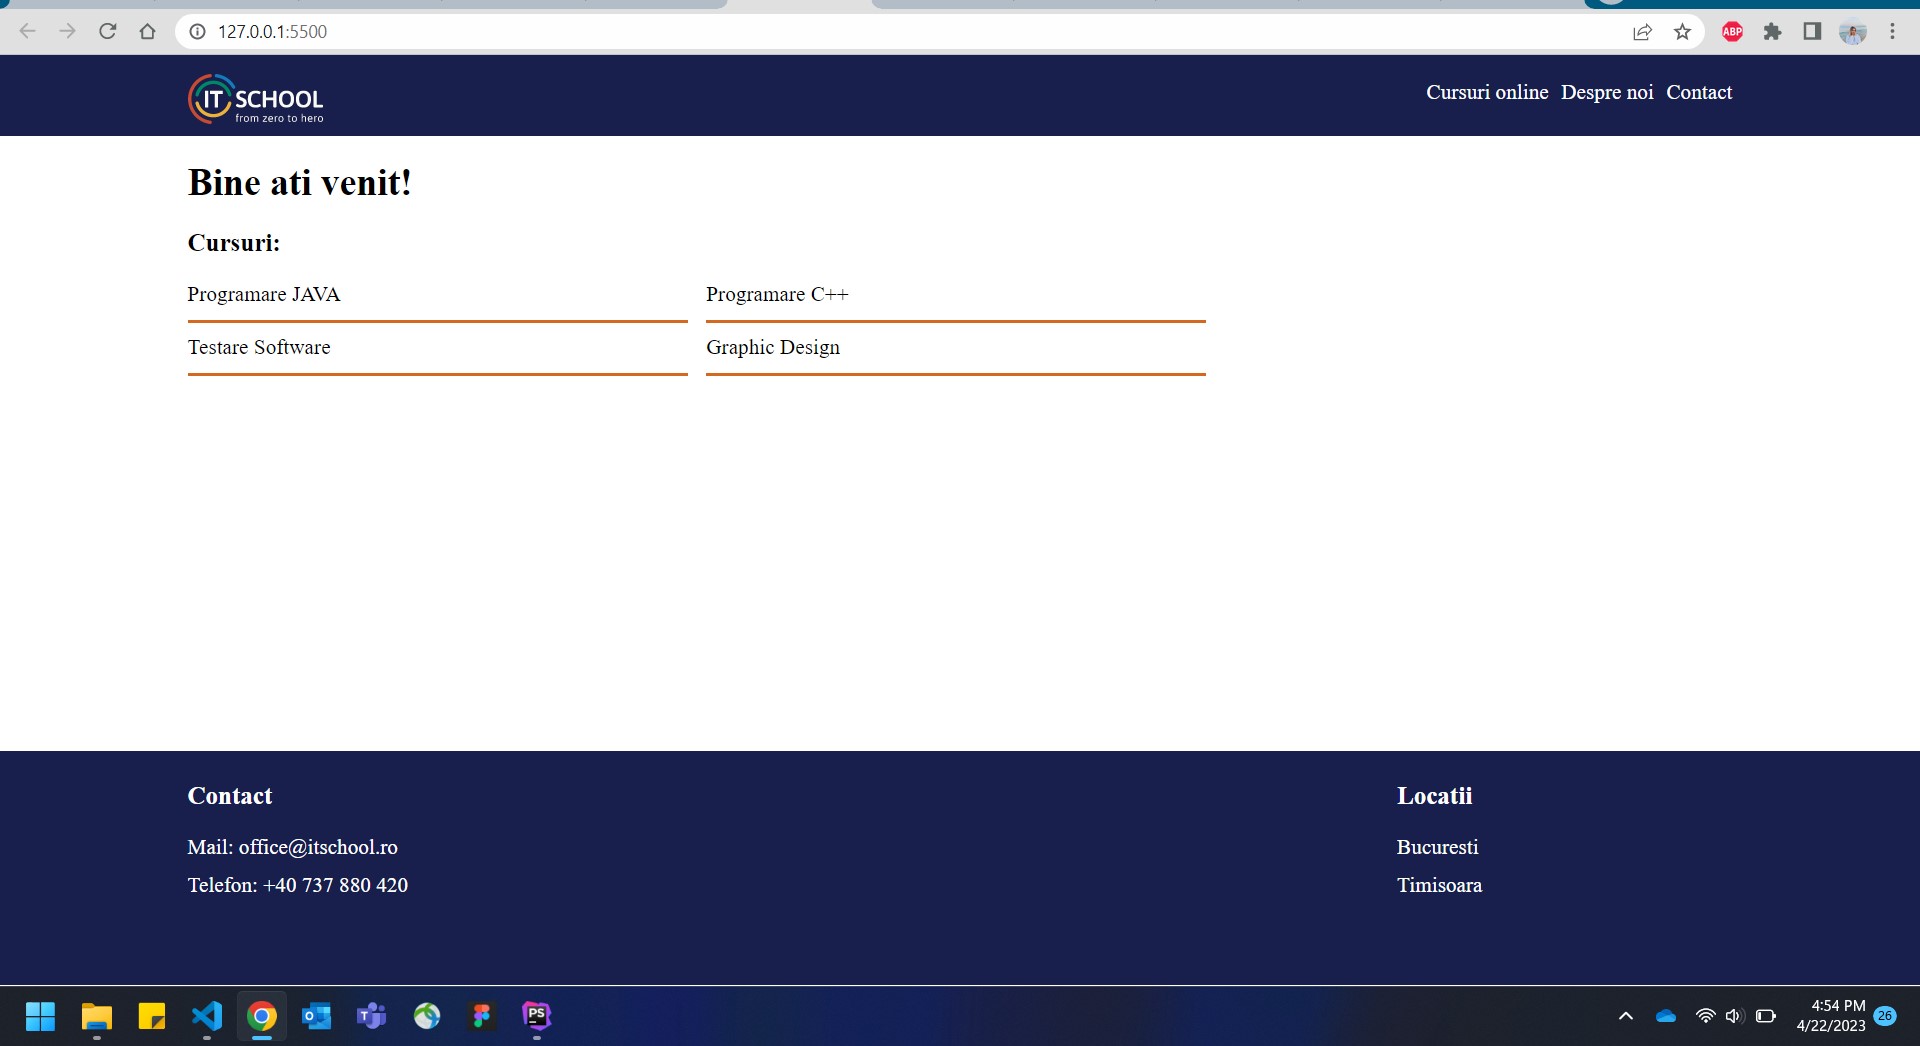 127.0.0.1:5500
ABP
IT SCHOOL
from zero to hero
Cursuri online Despre noi Contact
Bine ati venit!
Cursuri:
Programare JAVA Programare C++
Testare Software Graphic Design
Contact Locatii
Mail: office@itschool.ro Bucuresti
Telefon: +40 737 880 420 Timisoara
PS
4:54 PM
4/22/2023
26